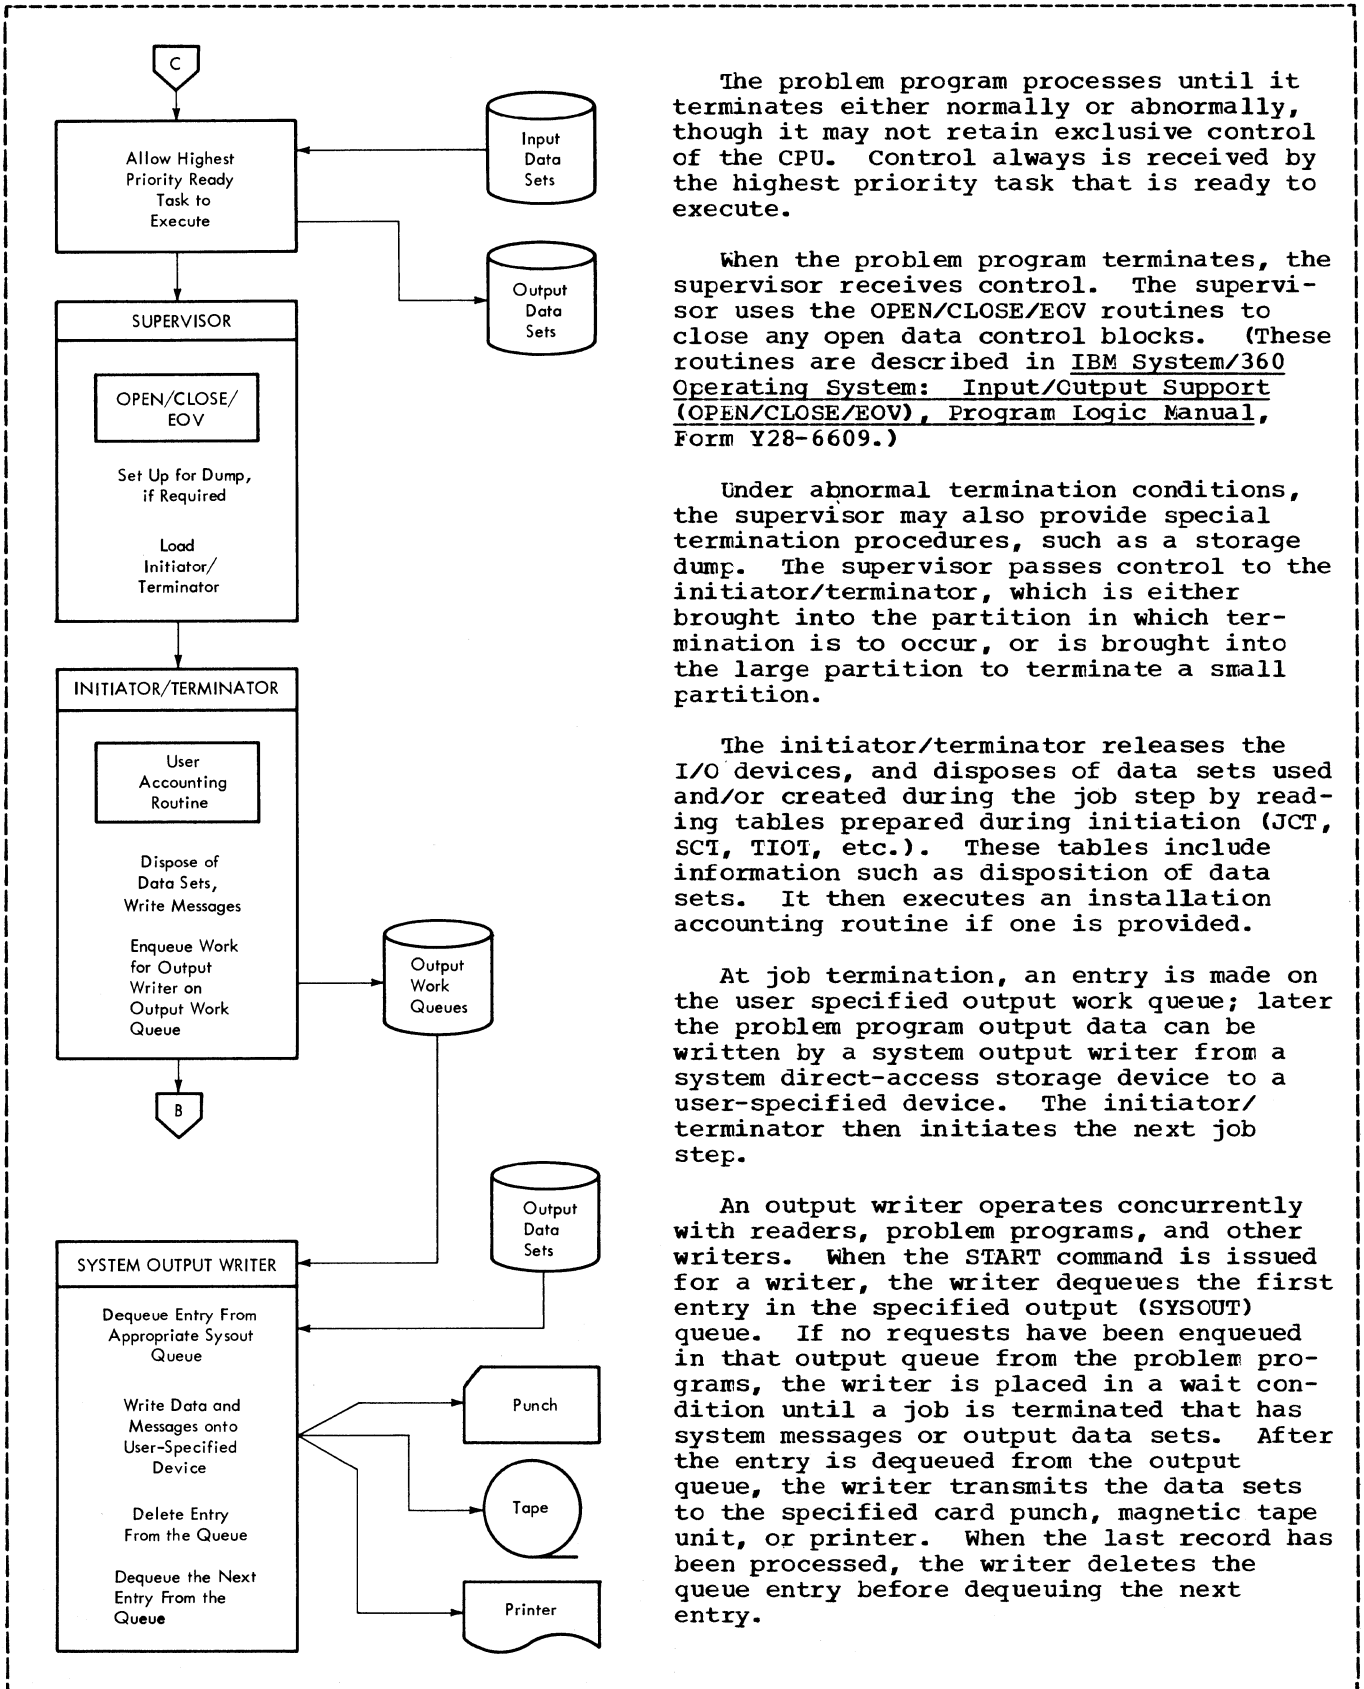 C
Allow Highest
Priority Ready
Task to
Execute
Input
Data
Sets
Output
Data
Sets
SUPERVISOR
OPEN/CLOSE/
EOV
Set Up for Dump,
if Required
Load
Initiator/
Terminator
INITIATOR/TERMINATOR
User
Accounting
Routine
Dispose of
Data Sets,
Write Messages
Enqueue Work
for Output
Writer on
Output Work
Queue
Output
Work
Queues
B
Output
Data
Sets
SYSTEM OUTPUT WRITER
Dequeue Entry From
Appropriate Sysout
Queue
Write Data and
Messages onto
User-Specified
Device
Delete Entry
From the Queue
Dequeue the Next
Entry From the
Queue
Punch
Tape
Printer
The problem program processes until it
terminates either normally or abnormally,
though it may not retain exclusive control
of the CPU. Control always is received by
the highest priority task that is ready to
execute.
When the problem program terminates, the
supervisor receives control. The supervi-
sor uses the OPEN/CLOSE/EOV routines to
close any open data control blocks. (These
routines are described in IBM System/360
Operating System: Input/Output Support
(OPEN/CLOSE/EOV), Program Logic Manual,
Form Y28-6609.)
Under abnormal termination conditions,
the supervisor may also provide special
termination procedures, such as a storage
dump. The supervisor passes control to the
initiator/terminator, which is either
brought into the partition in which ter-
mination is to occur, or is brought into
the large partition to terminate a small
partition.
The initiator/terminator releases the
I/O devices, and disposes of data sets used
and/or created during the job step by read-
ing tables prepared during initiation (JCT,
SCT, TIOT, etc.). These tables include
information such as disposition of data
sets. It then executes an installation
accounting routine if one is provided.
At job termination, an entry is made on
the user specified output work queue; later
the problem program output data can be
written by a system output writer from a
system direct-access storage device to a
user-specified device. The initiator/
terminator then initiates the next job
step.
An output writer operates concurrently
with readers, problem programs, and other
writers. When the START command is issued
for a writer, the writer dequeues the first
entry in the specified output (SYSOUT)
queue. If no requests have been enqueued
in that output queue from the problem pro-
grams, the writer is placed in a wait con-
dition until a job is terminated that has
system messages or output data sets. After
the entry is dequeued from the output
queue, the writer transmits the data sets
to the specified card punch, magnetic tape
unit, or printer. When the last record has
been processed, the writer deletes the
queue entry before dequeuing the next
entry.